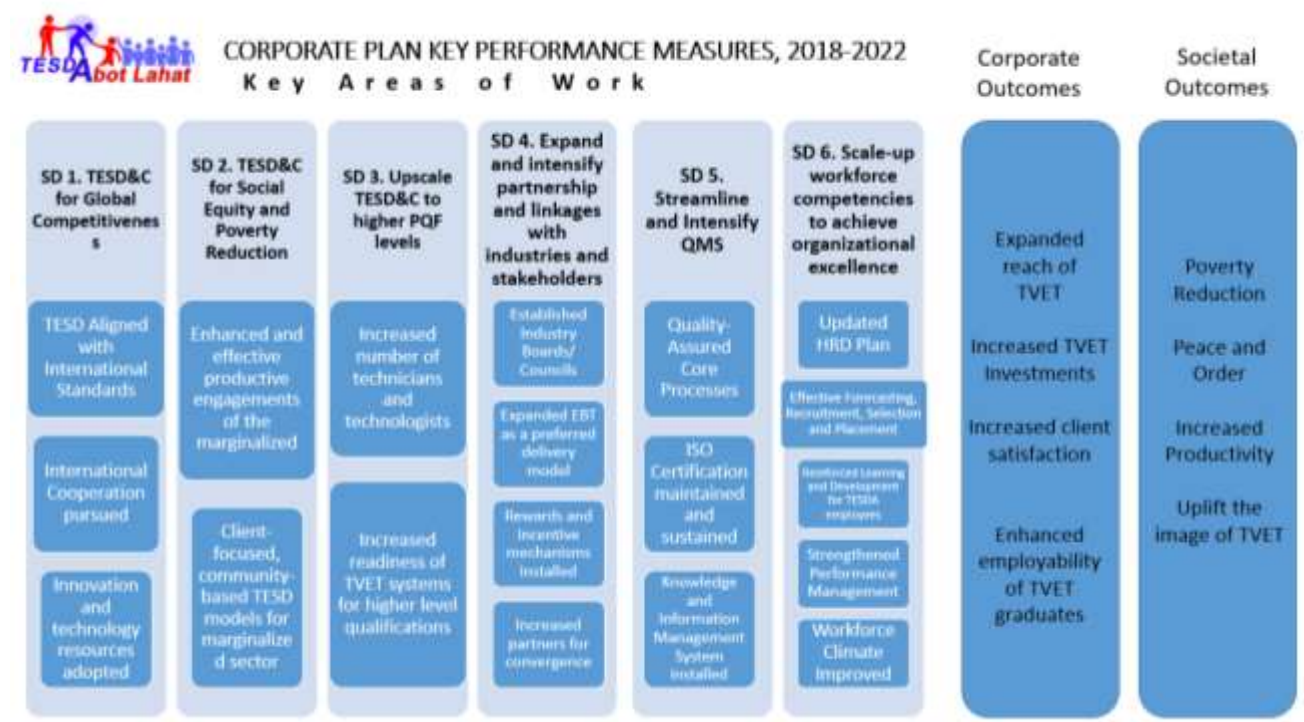 TESDA
Abot Lahat
CORPORATE PLAN KEY PERFORMANCE MEASURES, 2018-2022
Key Areas of Work
Corporate
Outcomes
Societal
Outcomes
SD 1. TESD&C
for Global
Competitivenes
s
TESD Aligned
with
International
Standards
International
Cooperation
pursued
Innovation
and
technology
resources
adopted
SD 2. TESD&C
for Social
Equity and
Poverty
Reduction
Enhanced and
effective
productive
engagements
of the
marginalized
Client-
focused,
community-
based TESD
models for
marginalize
d sector
SD 3. Upscale
TESD&C to
higher PQF
levels
Increased
number of
technicians
and
technologists
Increased
readiness of
TVET systems
for higher level
qualifications
SD 4. Expand
and intensify
partnership
and linkages
with
industries and
stakeholders
Established
Industry
Boards/
Councils
Expanded EBT
as a preferred
delivery
model
Rewards and
Incentive
mechanisms
installed
Increased
partners for
convergence
SD 5.
Streamline
and Intensify
QMS
Quality-
Assured
Core
Processes
ISO
Certification
maintained
and
sustained
Knowledge
and
Information
Management
System
installed
SD 6. Scale-up
workforce
competencies
to achieve
organizational
excellence
Updated
HRD Plan
Effective Forecasting,
Recruitment, Selection
and Placement
Reinforced Learning
and Development
for TESDA
employees
Strengthened
Performance
Management
Workforce
Climate
Improved
Expanded
reach of
TVET
Increased TVET
Investments
Increased client
satisfaction
Enhanced
employability
of TVET
graduates
Poverty
Reduction
Peace and
Order
Increased
Productivity
Uplift the
image of TVET